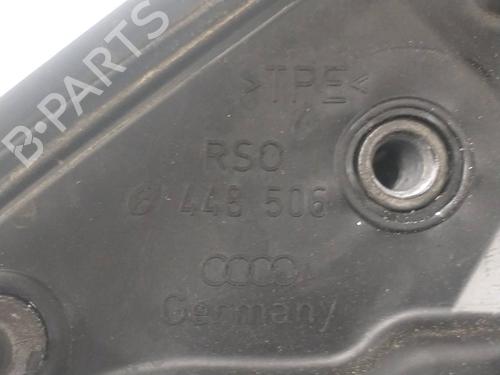 B-PARTS
>TPE<
RSO
448 506
Germany